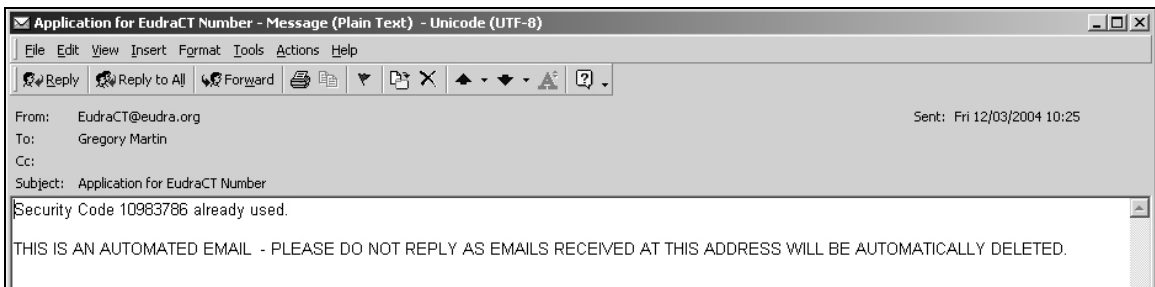 Application for EudraCT Number - Message (Plain Text) - Unicode (UTF-8)
File Edit View Insert Format Tools Actions Help
Reply Reply to All Forward
From: EudraCT@eudra.org Sent: Fri 12/03/2004 10:25
To: Gregory Martin
Cc:
Subject: Application for EudraCT Number
Security Code 10983786 already used.
THIS IS AN AUTOMATED EMAIL - PLEASE DO NOT REPLY AS EMAILS RECEIVED AT THIS ADDRESS WILL BE AUTOMATICALLY DELETED.